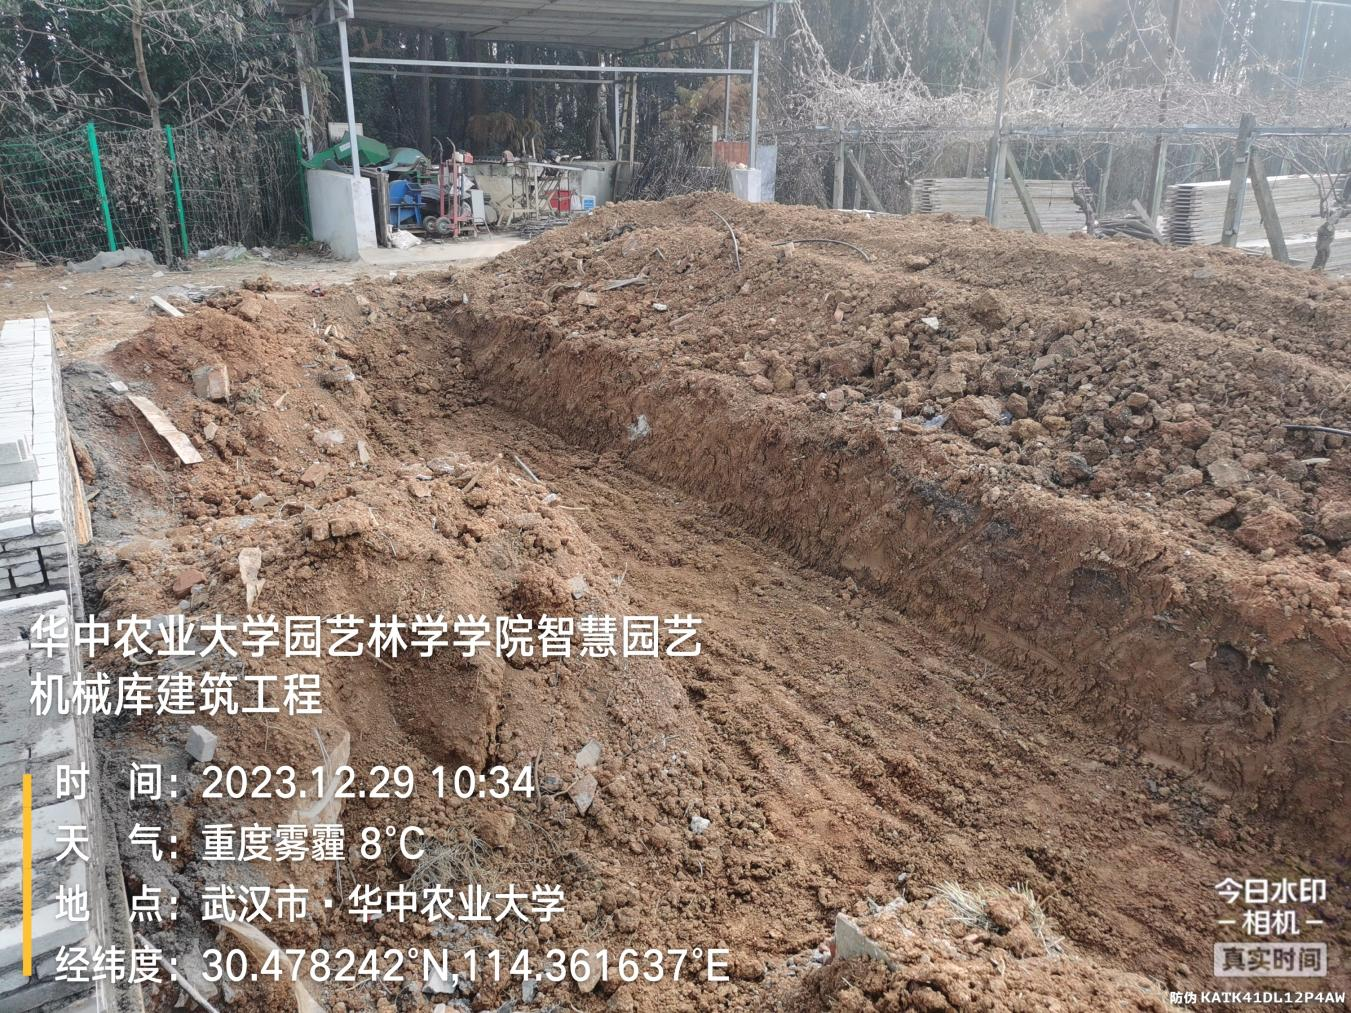 华中农业大学园艺林学学院智慧园艺
机械库建筑工程
时 间：2023.12.29 10:34
天 气：重度雾霾 8°C
地 点：武汉市·华中农业大学
经纬度：30.478242°N,114.361637°E
今日水印
相机
真实时间
防伪 KATK41DL12P4AW